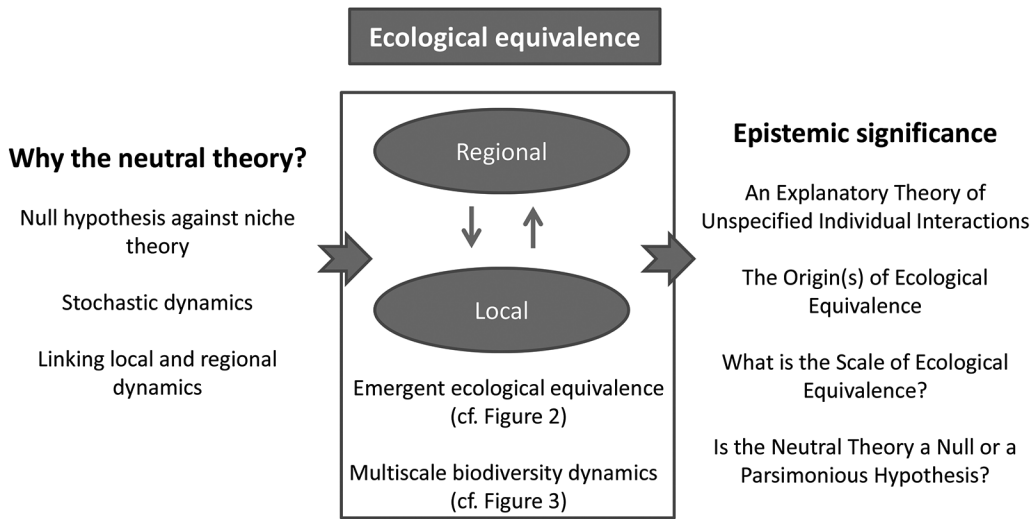 Ecological equivalence
Why the neutral theory?
Null hypothesis against niche
theory
Stochastic dynamics
Linking local and regional
dynamics
Regional
Local
Emergent ecological equivalence
(cf. Figure 2)
Multiscale biodiversity dynamics
(cf. Figure 3)
Epistemic significance
An Explanatory Theory of
Unspecified Individual Interactions
The Origin(s) of Ecological
Equivalence
What is the Scale of Ecological
Equivalence?
Is the Neutral Theory a Null or a
Parsimonious Hypothesis?